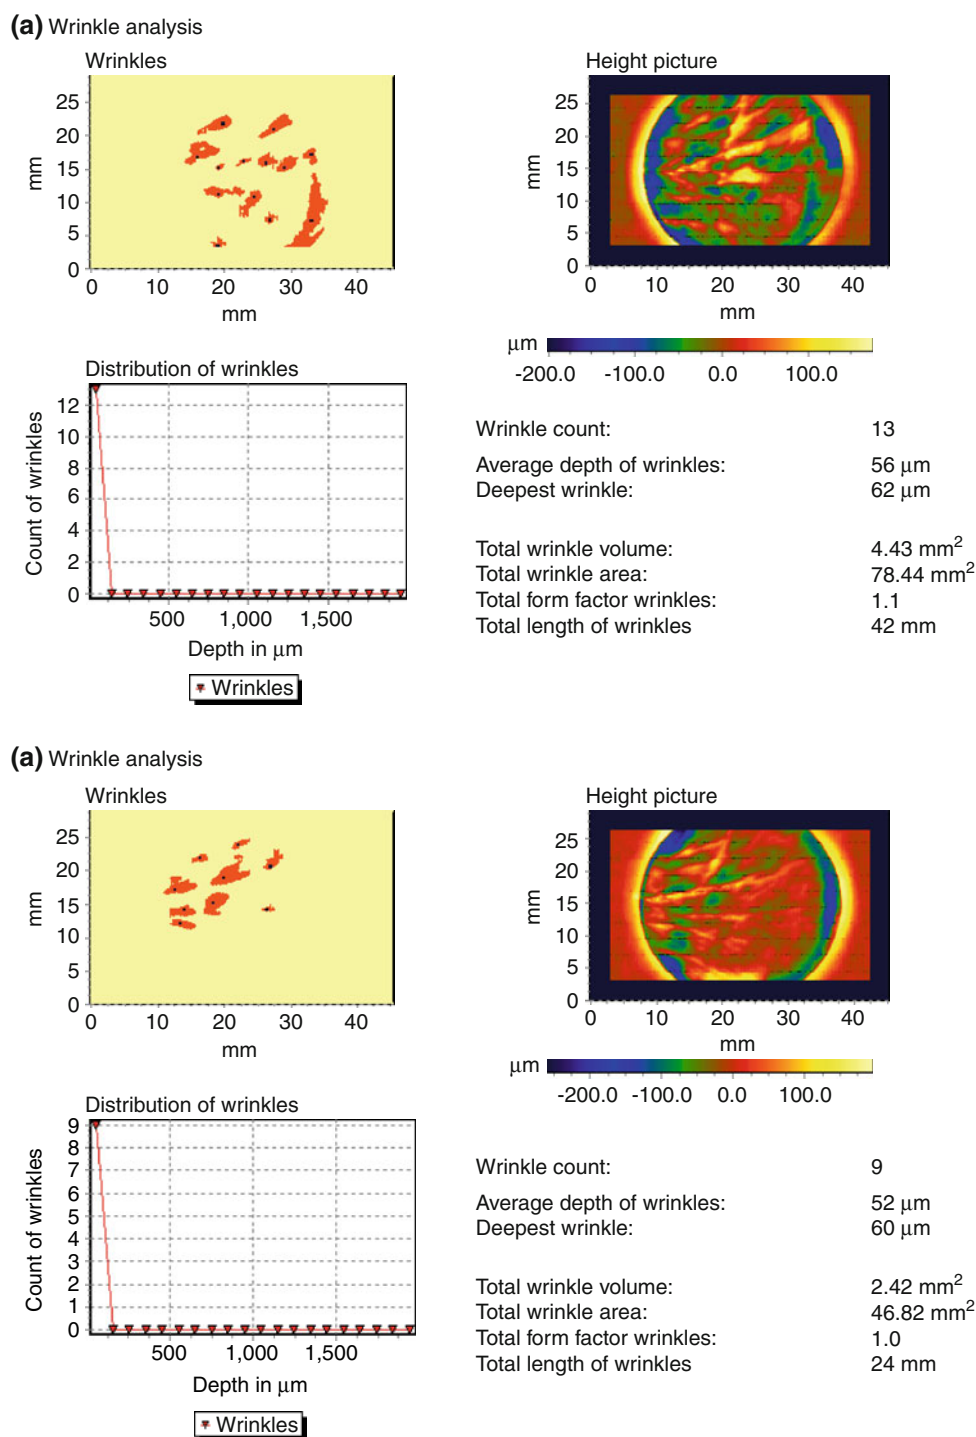 (a) Wrinkle analysis
Wrinkles
25
20
15
10
5
0
mm
0 10 20 30 40
mm
Height picture
25
20
15
10
5
0
mm
0 10 20 30 40
mm
µm
-200.0 -100.0 0.0 100.0
Distribution of wrinkles
12
10
8
6
4
2
0
Count of wrinkles
500 1,000 1,500
Depth in µm
Wrinkles
Wrinkle count: 13
Average depth of wrinkles: 56 µm
Deepest wrinkle: 62 µm
Total wrinkle volume: 4.43 mm²
Total wrinkle area: 78.44 mm²
Total form factor wrinkles: 1.1
Total length of wrinkles 42 mm
(a) Wrinkle analysis
Wrinkles
25
20
15
10
5
0
mm
0 10 20 30 40
mm
Height picture
25
20
15
10
5
0
mm
0 10 20 30 40
mm
µm
-200.0 -100.0 0.0 100.0
Distribution of wrinkles
9
8
7
6
5
4
3
2
1
0
Count of wrinkles
500 1,000 1,500
Depth in µm
Wrinkles
Wrinkle count: 9
Average depth of wrinkles: 52 µm
Deepest wrinkle: 60 µm
Total wrinkle volume: 2.42 mm²
Total wrinkle area: 46.82 mm²
Total form factor wrinkles: 1.0
Total length of wrinkles 24 mm